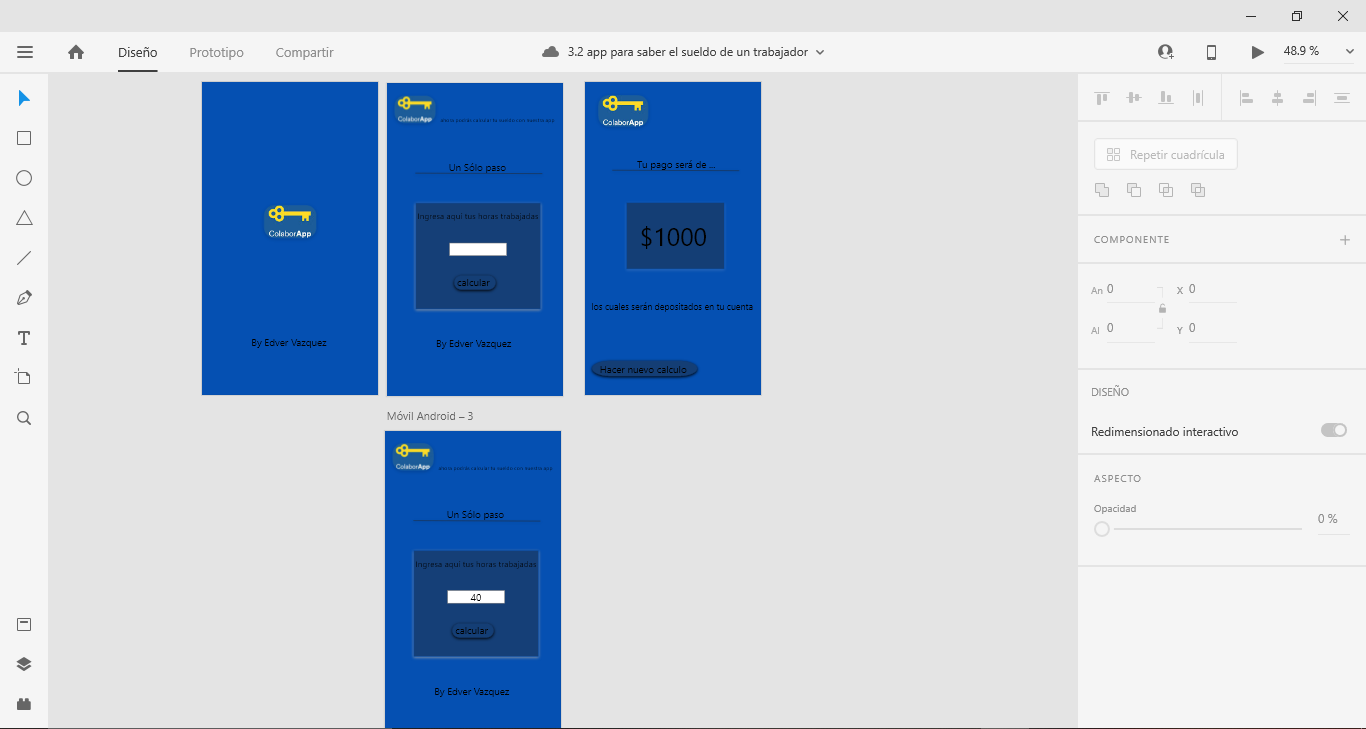 Diseño
Prototipo
Compartir
3.2 app para saber el sueldo de un trabajador
48.9 %
ColaborApp
By Edver Vazquez
ColaborApp
Un Sólo paso
Ingresa aquí tus horas trabajadas
calcular
By Edver Vazquez
ColaborApp
Tu pago será de ...
$1000
los cuales serán depositados en tu cuenta
Hacer nuevo calculo
Móvil Android – 3
ColaborApp
Un Sólo paso
Ingresa aquí tus horas trabajadas
40
calcular
By Edver Vazquez
Repetir cuadrícula
COMPONENTE
An 0
X 0
Al 0
Y 0
DISEÑO
Redimensionado interactivo
ASPECTO
Opacidad
0 %